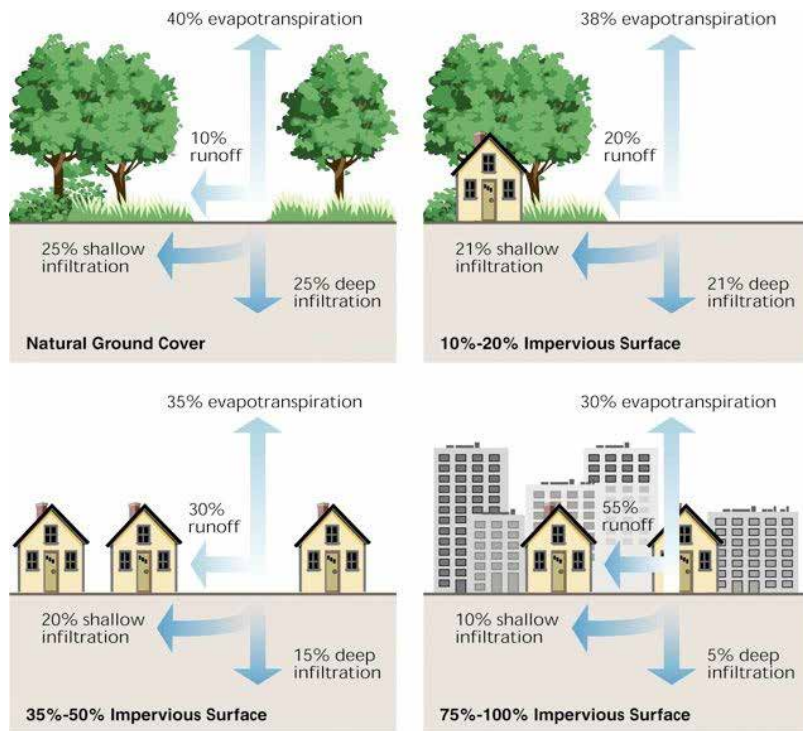 40% evapotranspiration
10%
runoff
25% shallow
infiltration
25% deep
infiltration
Natural Ground Cover
38% evapotranspiration
20%
runoff
21% shallow
infiltration
21% deep
infiltration
10%-20% Impervious Surface
35% evapotranspiration
30%
runoff
20% shallow
infiltration
15% deep
infiltration
35%-50% Impervious Surface
30% evapotranspiration
55%
runoff
10% shallow
infiltration
5% deep
infiltration
75%-100% Impervious Surface